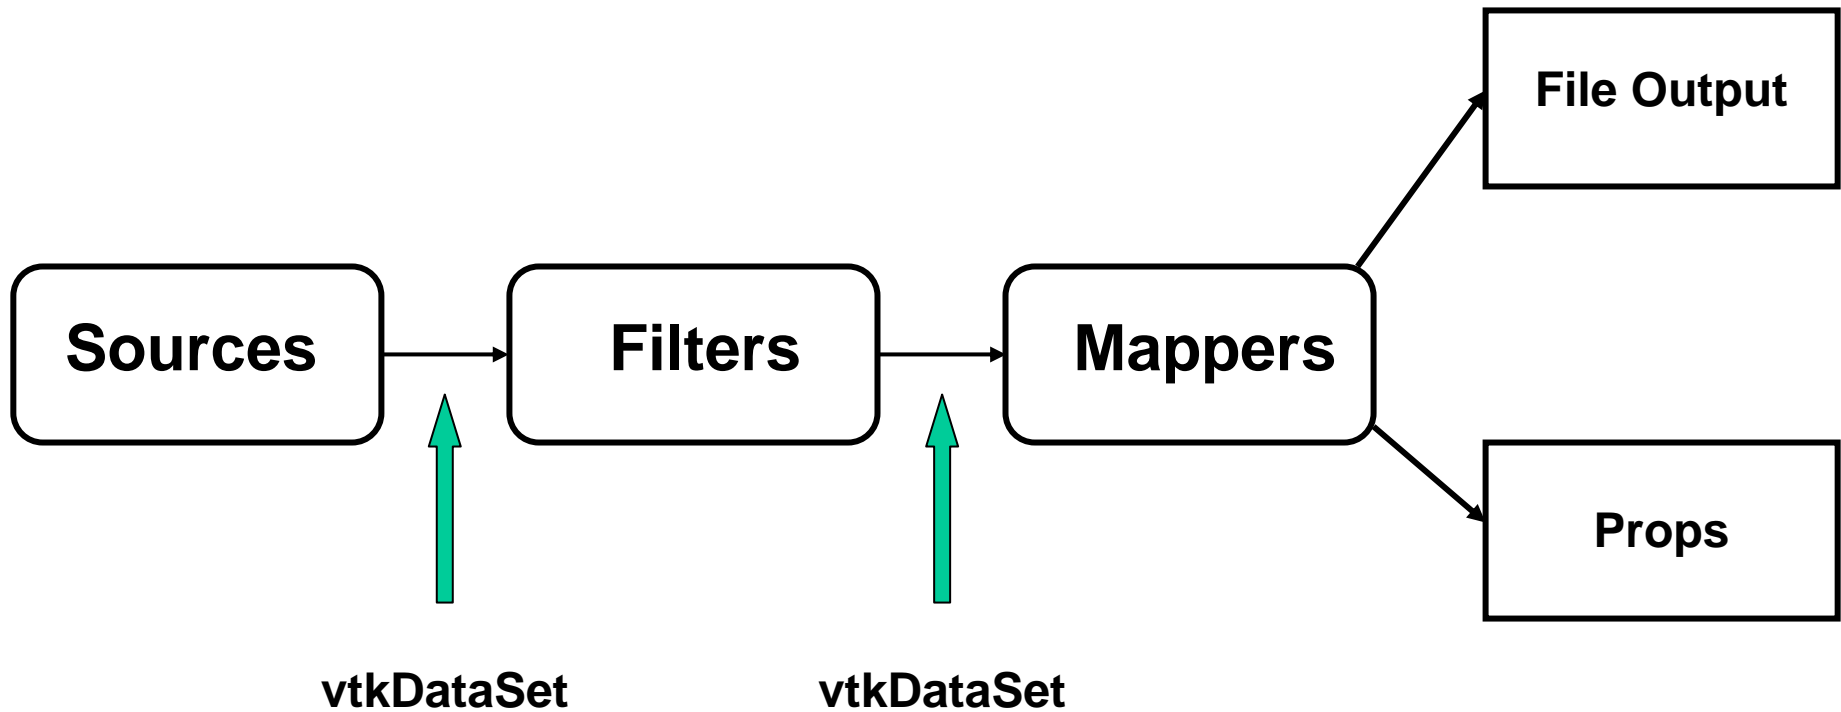 File Output
Sources
Filters
Mappers
Props
vtkDataSet
vtkDataSet